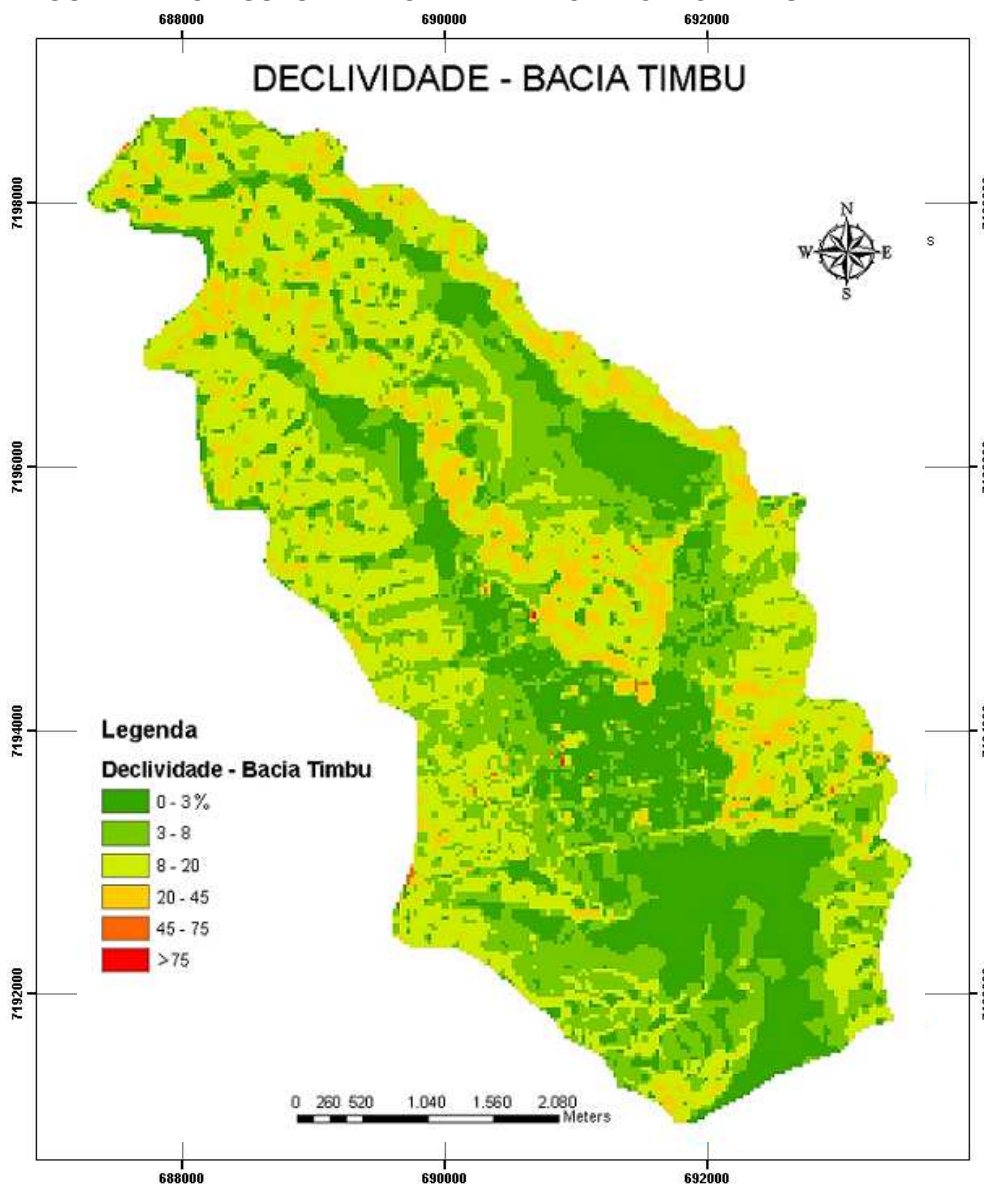 688000 690000 692000
DECLIVIDADE - BACIA TIMBU
7198000
N
W E
S
s
7196000
7194000
Legenda
Declividade - Bacia Timbu
0 - 3%
3 - 8
8 - 20
20 - 45
45 - 75
>75
7192000
0 260 520 1.040 1.560 2.080
Meters
688000 690000 692000